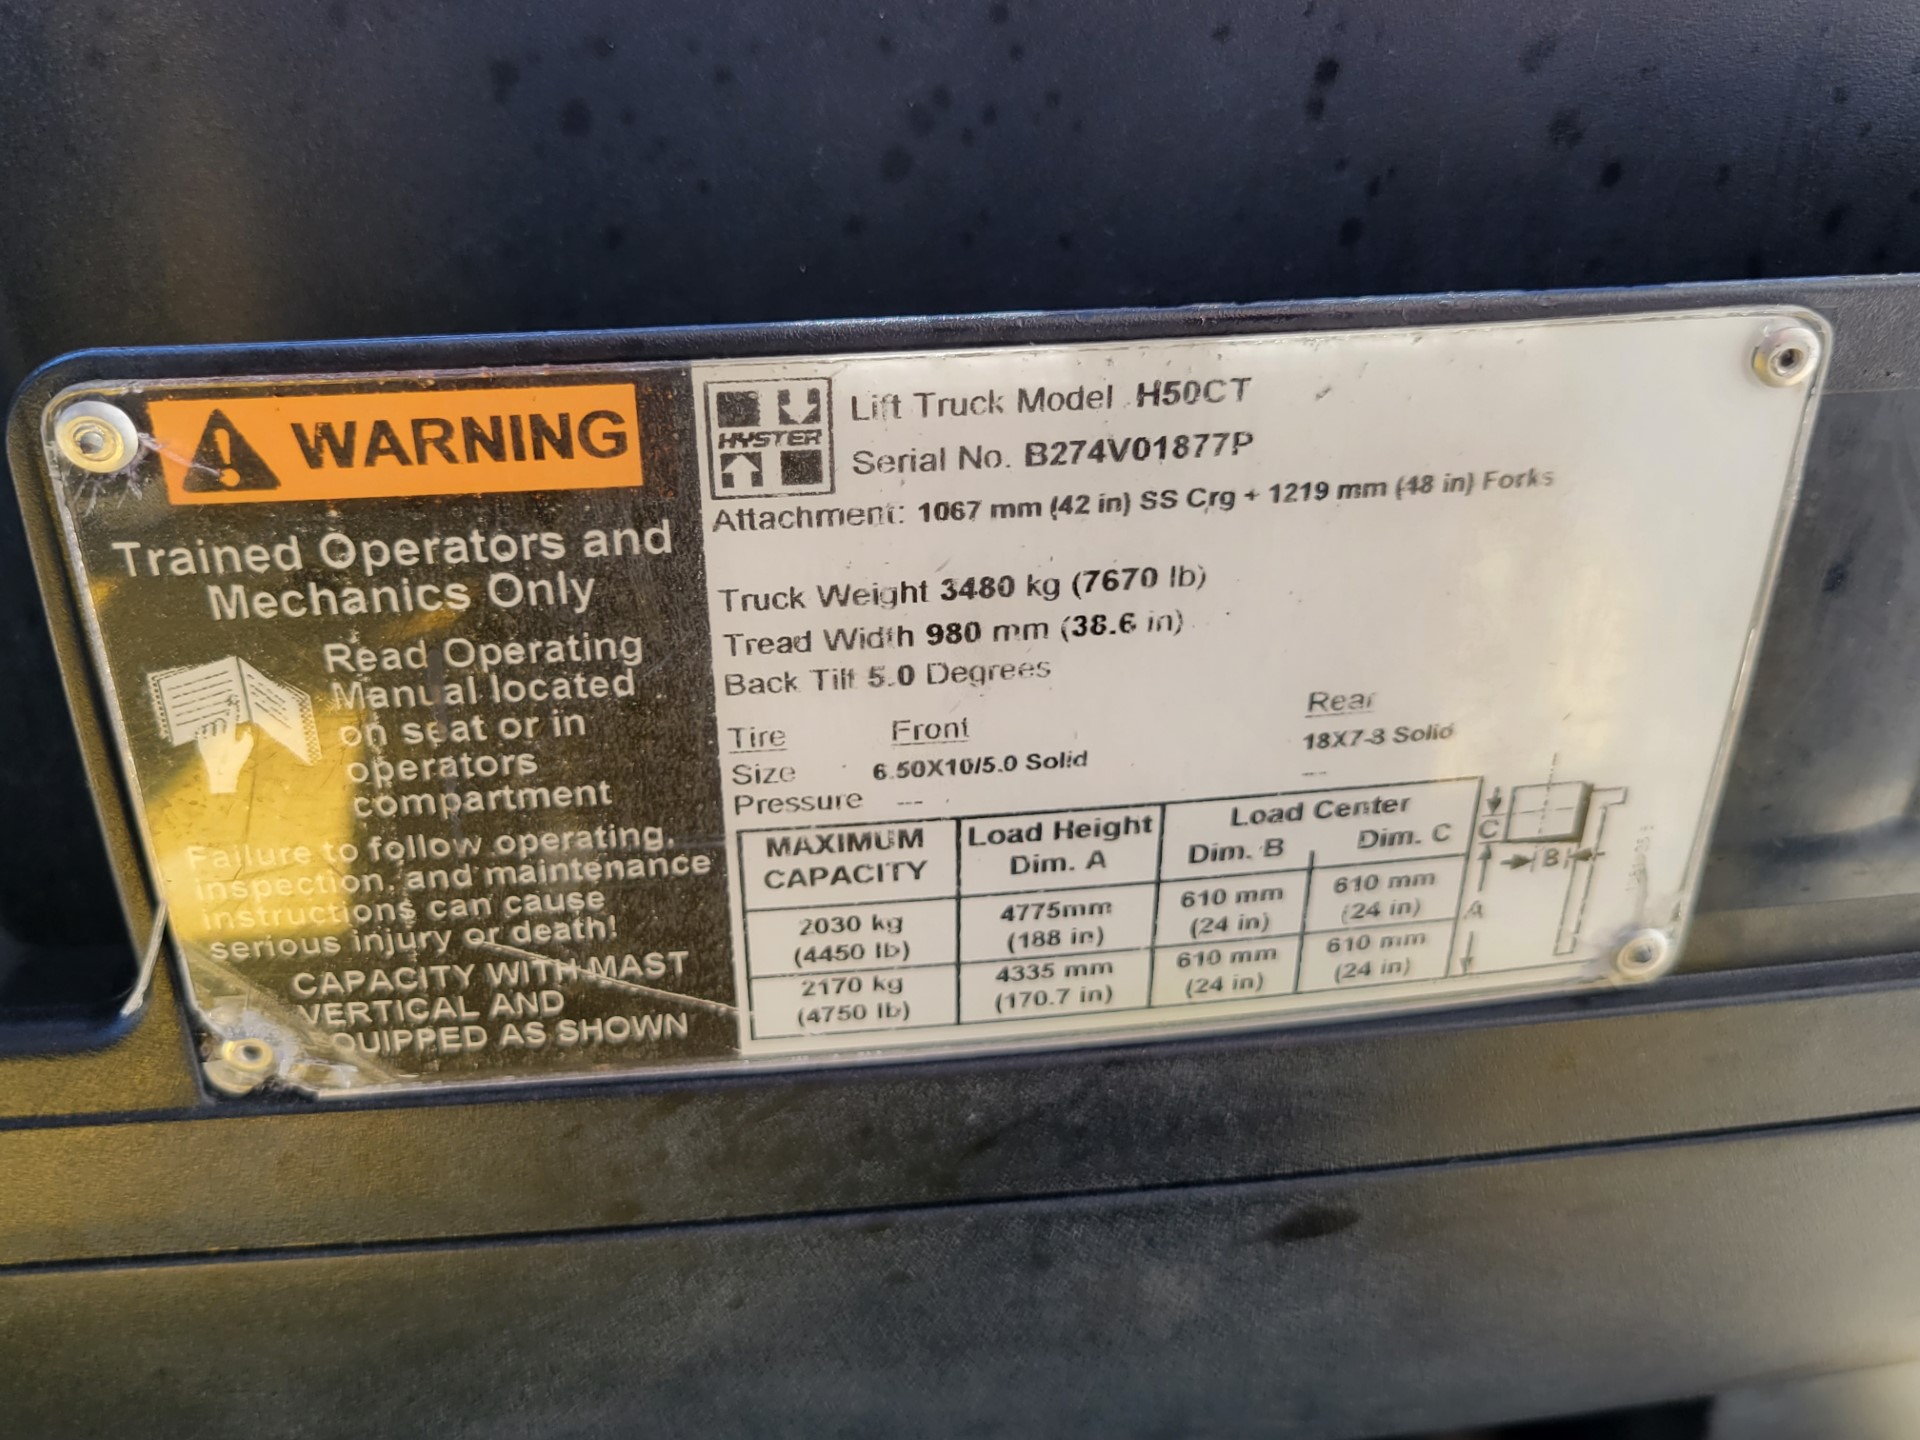 WARNING
Trained Operators and
Mechanics Only
Read Operating
Manual located
on seat or in
operators
compartment
Failure to follow operating,
inspection, and maintenance
instructions can cause
serious injury or death!
CAPACITY WITH MAST
VERTICAL AND
QUIPPED AS SHOWN
HYSTER
Lift Truck Model H50CT
Serial No. B274V01877P
Attachment: 1067 mm (42 in) SS Crg + 1219 mm (48 in) Forks
Truck Weight 3480 kg (7670 lb)
Tread Width 980 mm (38.6 in)
Back Tilt 5.0 Degrees
Tire Front Rear
Size 6.50X10/5.0 Solid 18X7-8 Solid
Pressure --- ---
MAXIMUM Load Height Load Center
CAPACITY Dim. A Dim. B Dim. C
2030 kg 4775mm 610 mm 610 mm
(4450 lb) (188 in) (24 in) (24 in)
2170 kg 4335 mm 610 mm 610 mm
(4750 lb) (170.7 in) (24 in) (24 in)
C
B
A